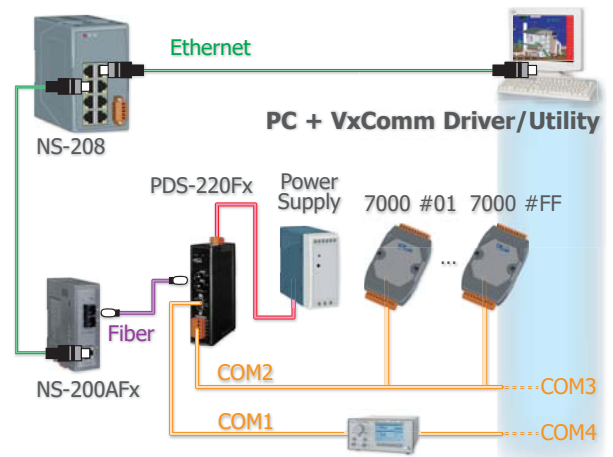 Ethernet
PC + VxComm Driver/Utility
NS-208
PDS-220Fx
Power
Supply
7000 #01
7000 #FF
...
Fiber
NS-200AFx
COM2
COM3
COM1
COM4